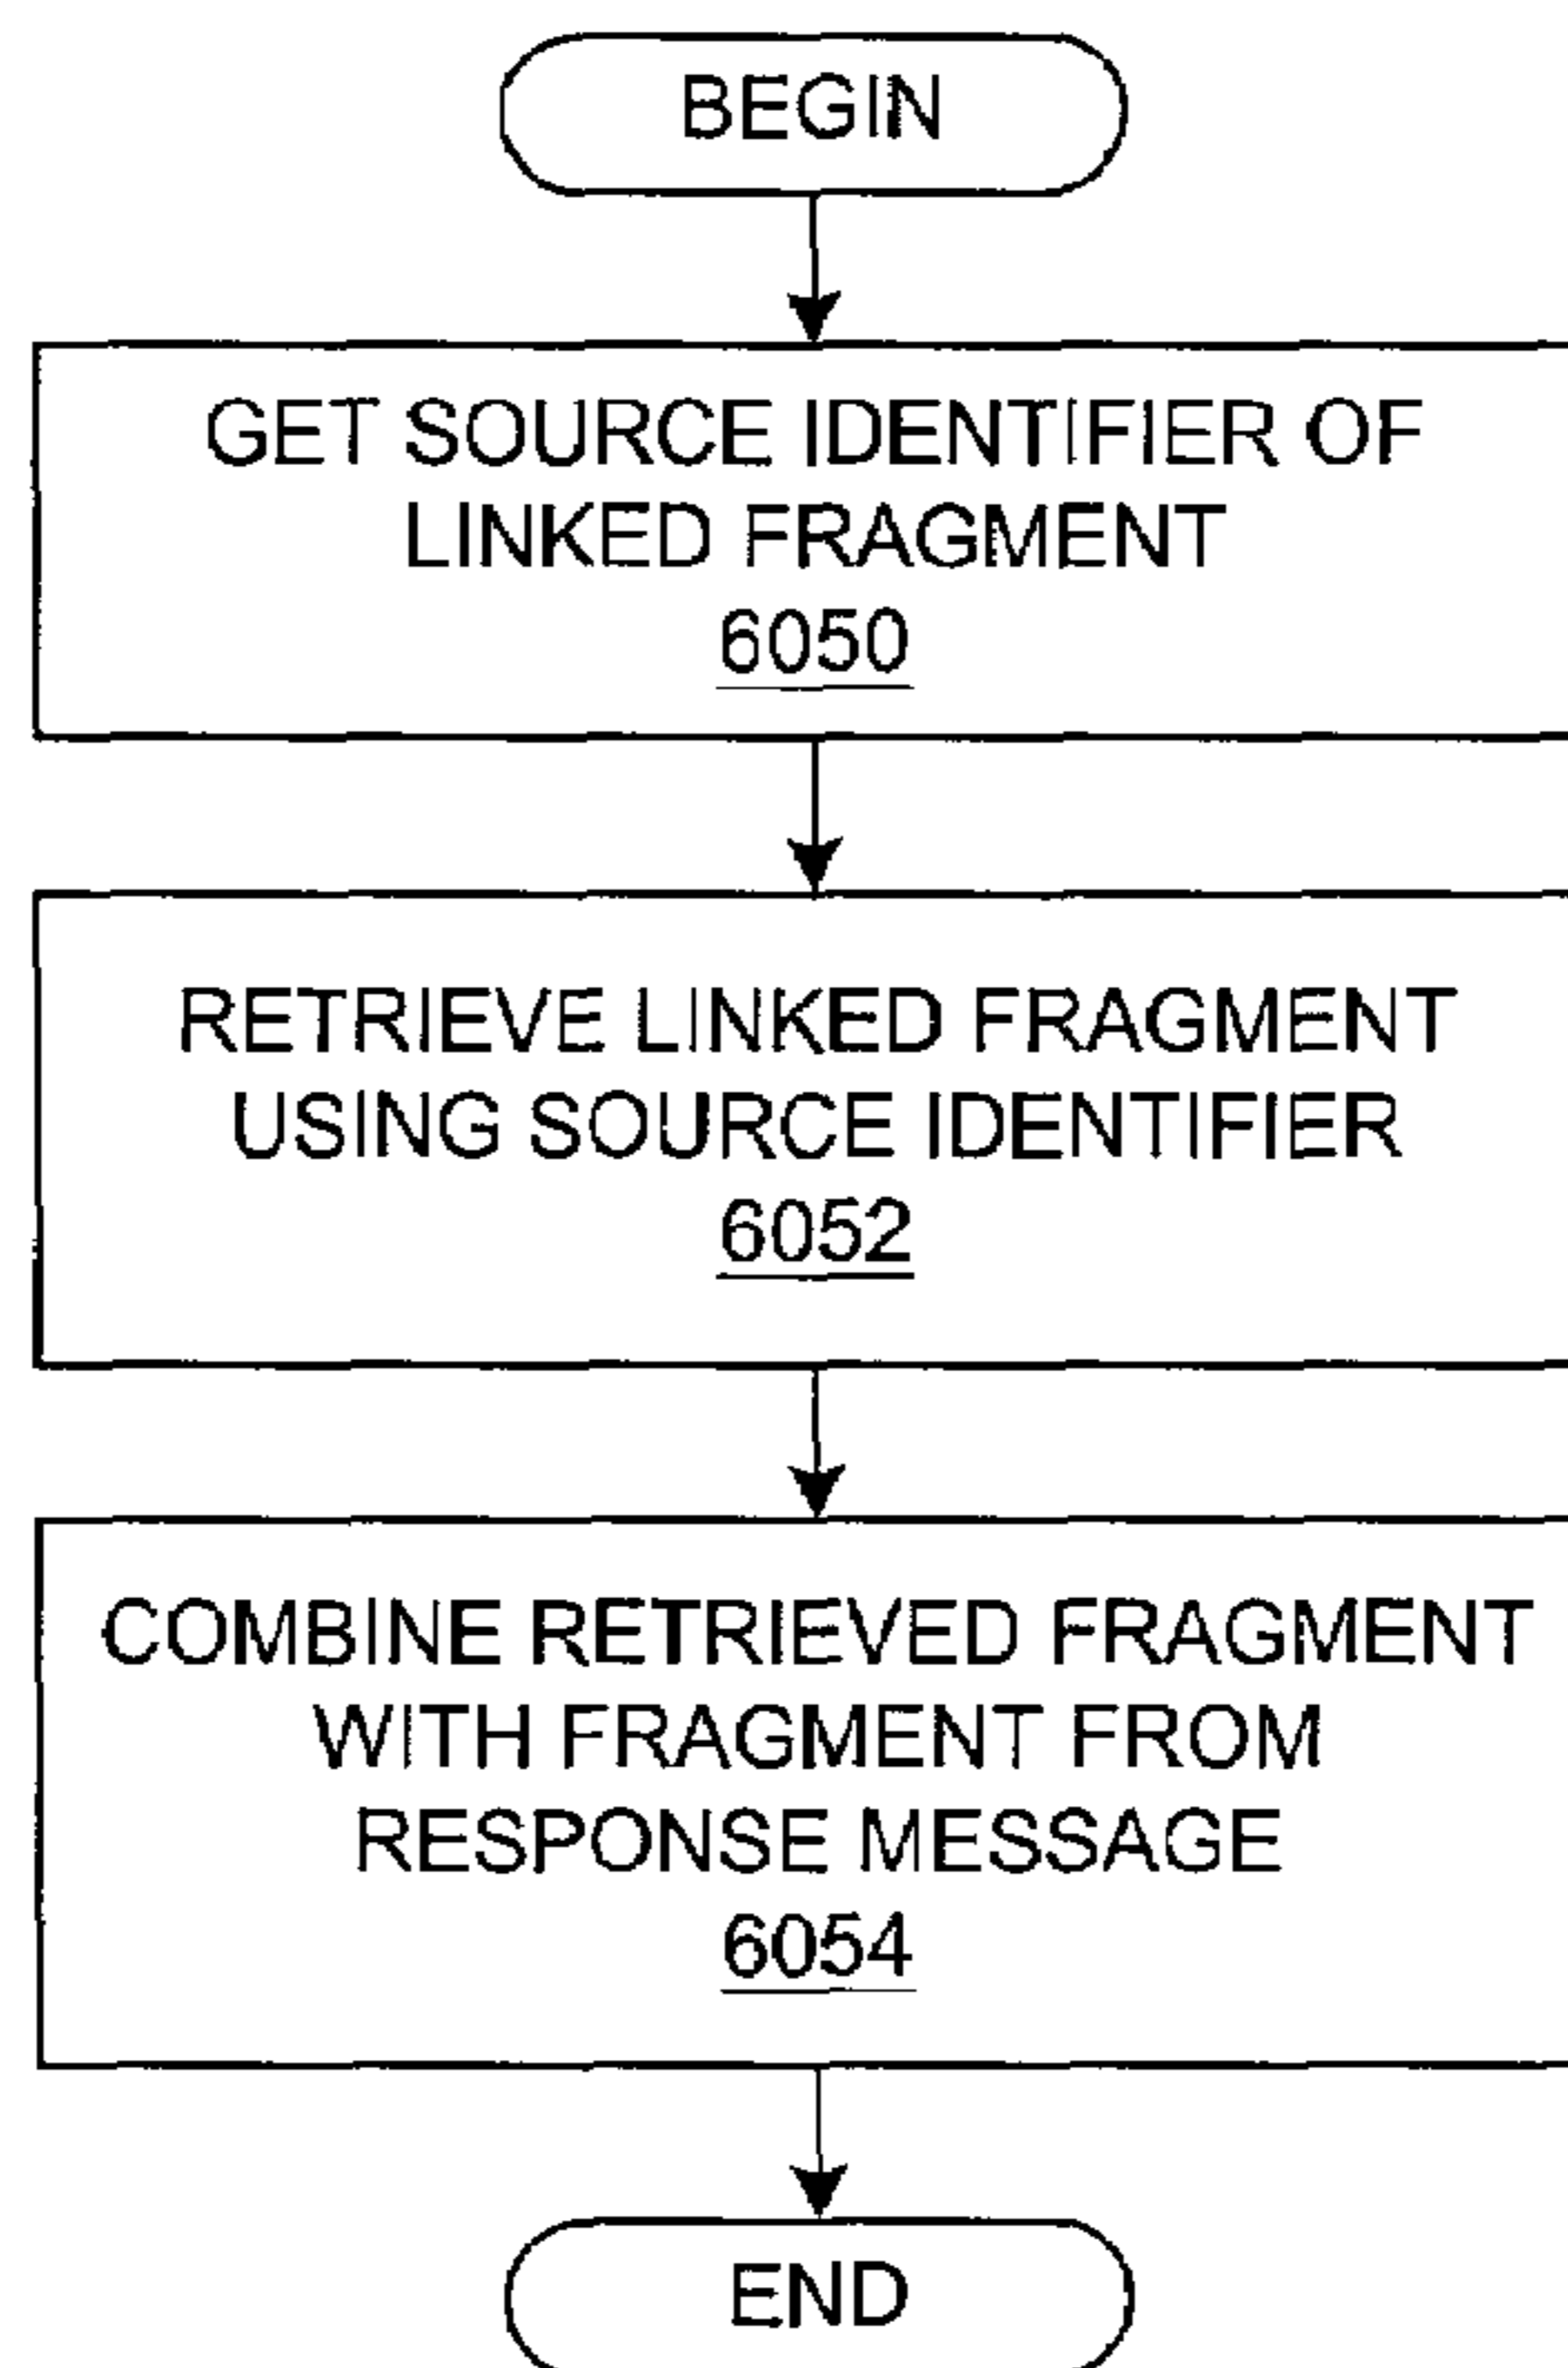 BEGIN
GET SOURCE IDENTIFIER OF
LINKED FRAGMENT
6050
RETRIEVE LINKED FRAGMENT
USING SOURCE IDENTIFIER
6052
COMBINE RETRIEVED FRAGMENT
WITH FRAGMENT FROM
RESPONSE MESSAGE
6054
END